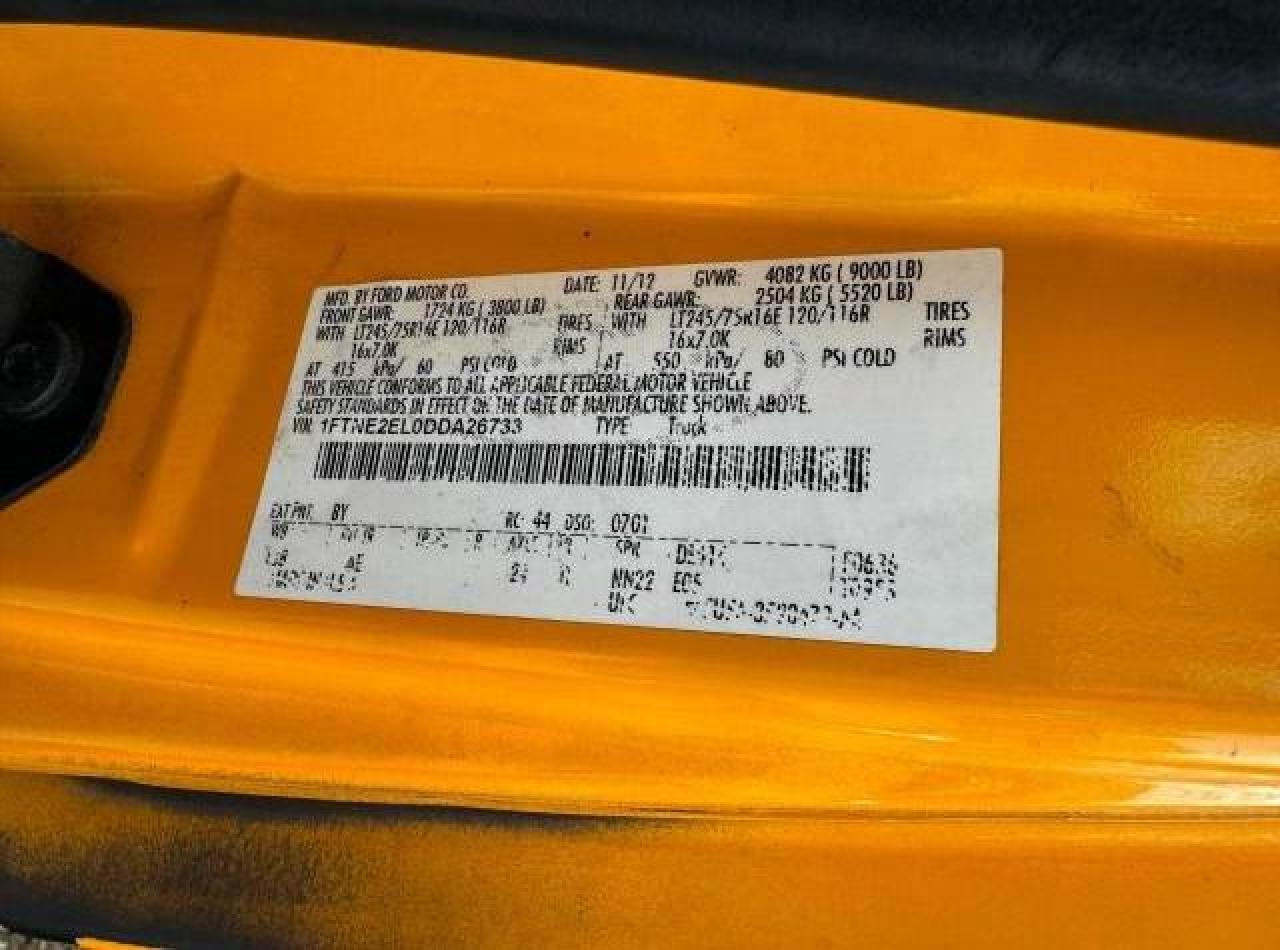 MFD. BY FORD MOTOR CO. DATE: 11/12 GVWR: 4082 KG ( 9000 LB)
FRONT GAWR: 1724 KG ( 3800 LB) REAR GAWR: 2504 KG ( 5520 LB)
WITH LT245/75R16E 120/116R TIRES WITH LT245/75R16E 120/116R TIRES
16x7.0K RIMS 16x7.0K RIMS
AT 415 kPa/ 60 PSI COLD AT 550 kPa/ 80 PSI COLD
THIS VEHICLE CONFORMS TO ALL APPLICABLE FEDERAL MOTOR VEHICLE
SAFETY STANDARDS IN EFFECT ON THE DATE OF MANUFACTURE SHOWN ABOVE.
VIN: 1FTNE2EL0DDA26733 TYPE: Truck
EXT PNT: BY RC: 44 DSO:
WB SPR
138 AE NN22
UTC